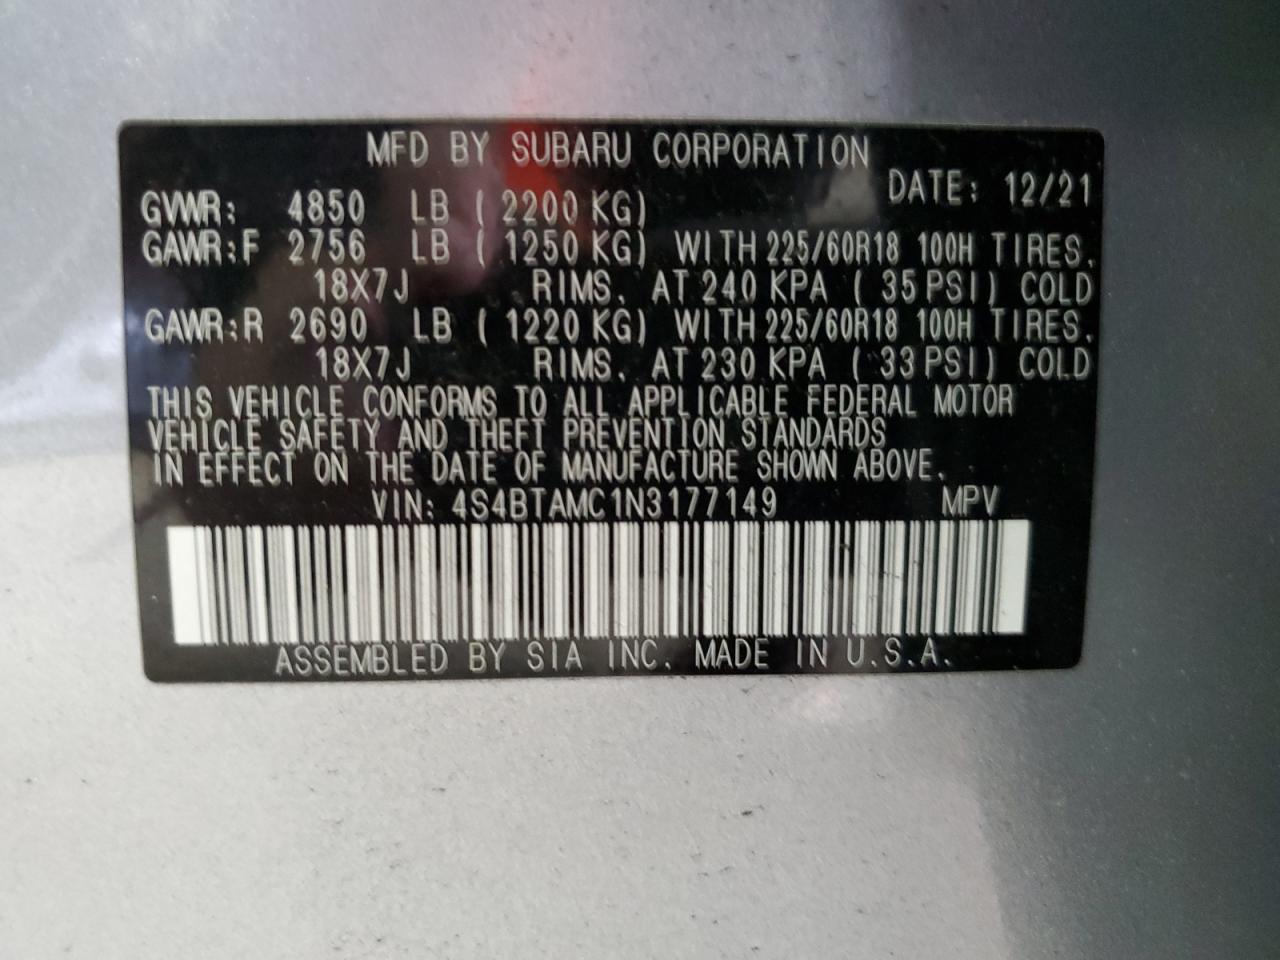 MFD BY SUBARU CORPORATION
DATE: 12/21
GVWR: 4850 LB ( 2200 KG)
GAWR:F 2756 LB ( 1250 KG) WITH 225/60R18 100H TIRES,
18X7J RIMS, AT 240 KPA ( 35 PSI) COLD
GAWR:R 2690 LB ( 1220 KG) WITH 225/60R18 100H TIRES,
18X7J RIMS, AT 230 KPA ( 33 PSI) COLD
THIS VEHICLE CONFORMS TO ALL APPLICABLE FEDERAL MOTOR
VEHICLE SAFETY AND THEFT PREVENTION STANDARDS
IN EFFECT ON THE DATE OF MANUFACTURE SHOWN ABOVE.
VIN: 4S4BTAMC1N3177149 MPV
ASSEMBLED BY SIA INC. MADE IN U.S.A.